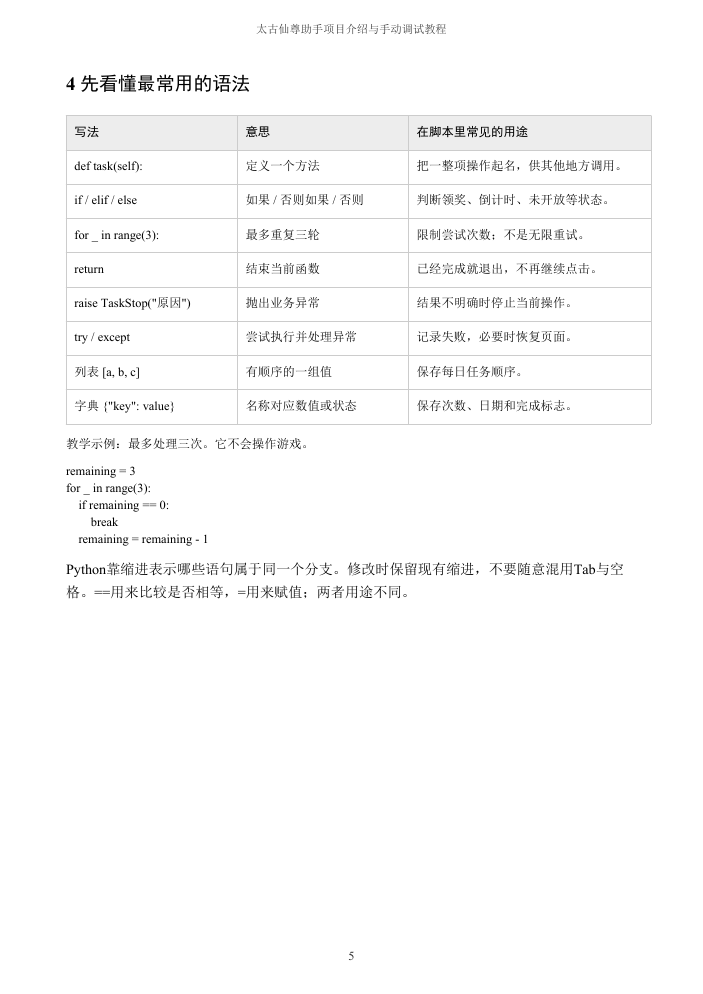 太古仙尊助手项目介绍与手动调试教程
4 先看懂最常用的语法
写法 意思 在脚本里常见的用途
def task(self): 定义一个方法 把一整项操作起名，供其他地方调用。
if / elif / else 如果 / 否则如果 / 否则 判断领奖、倒计时、未开放等状态。
for _ in range(3): 最多重复三轮 限制尝试次数；不是无限重试。
return 结束当前函数 已经完成就退出，不再继续点击。
raise TaskStop("原因") 抛出业务异常 结果不明确时停止当前操作。
try / except 尝试执行并处理异常 记录失败，必要时恢复页面。
列表 [a, b, c] 有顺序的一组值 保存每日任务顺序。
字典 {"key": value} 名称对应数值或状态 保存次数、日期和完成标志。
教学示例：最多处理三次。它不会操作游戏。
remaining = 3
for _ in range(3):
    if remaining == 0:
        break
    remaining = remaining - 1
Python靠缩进表示哪些语句属于同一个分支。修改时保留现有缩进，不要随意混用Tab与空
格。==用来比较是否相等，=用来赋值；两者用途不同。
5